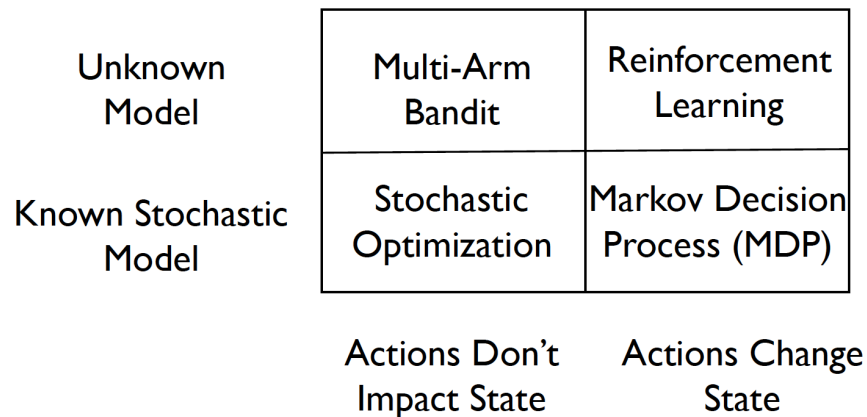 Unknown
Model
Multi-Arm
Bandit
Reinforcement
Learning
Known Stochastic
Model
Stochastic
Optimization
Markov Decision
Process (MDP)
Actions Don’t
Impact State
Actions Change
State